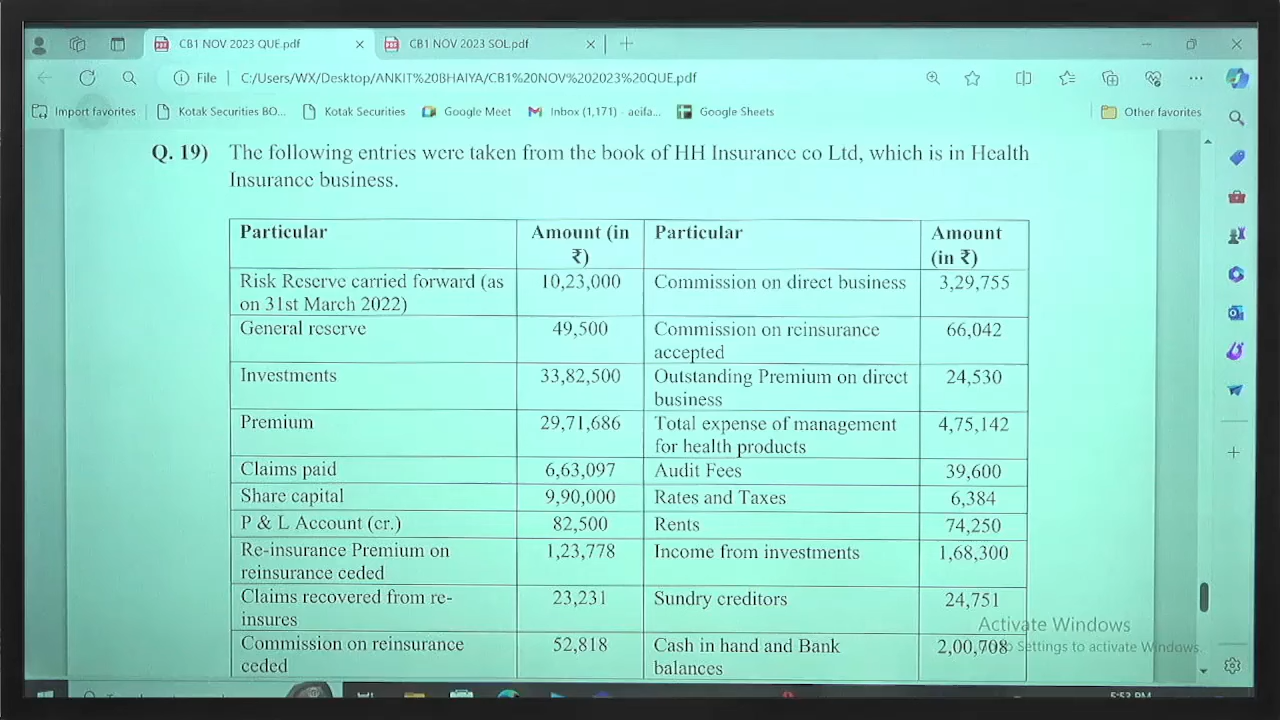 CB1 NOV 2023 QUE.pdf
CB1 NOV 2023 SOL.pdf
File C:/Users/WX/Desktop/ANKIT%20BHAIYA/CB1%20NOV%202023%20QUE.pdf
Import favorites Kotak Securities BO... Kotak Securities Google Meet Inbox (1,171) - aeifa... Google Sheets Other favorites
Q. 19) The following entries were taken from the book of HH Insurance co Ltd, which is in Health
Insurance business.
Particular Amount (in Particular Amount
₹) (in ₹)
Risk Reserve carried forward (as 10,23,000 Commission on direct business 3,29,755
on 31st March 2022)
General reserve 49,500 Commission on reinsurance 66,042
accepted
Investments 33,82,500 Outstanding Premium on direct 24,530
business
Premium 29,71,686 Total expense of management 4,75,142
for health products
Claims paid 6,63,097 Audit Fees 39,600
Share capital 9,90,000 Rates and Taxes 6,384
P & L Account (cr.) 82,500 Rents 74,250
Re-insurance Premium on 1,23,778 Income from investments 1,68,300
reinsurance ceded
Claims recovered from re- 23,231 Sundry creditors 24,751
insures
Activate Windows
Commission on reinsurance 52,818 Cash in hand and Bank 2,00,708
ceded balances
Settings to activate Windows.
5:53 PM